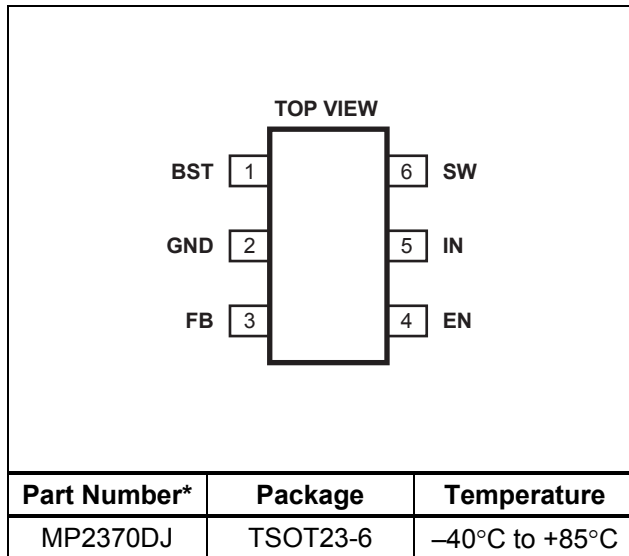 TOP VIEW
BST 1 6 SW
GND 2 5 IN
FB 3 4 EN
Part Number* Package Temperature
MP2370DJ TSOT23-6 –40°C to +85°C